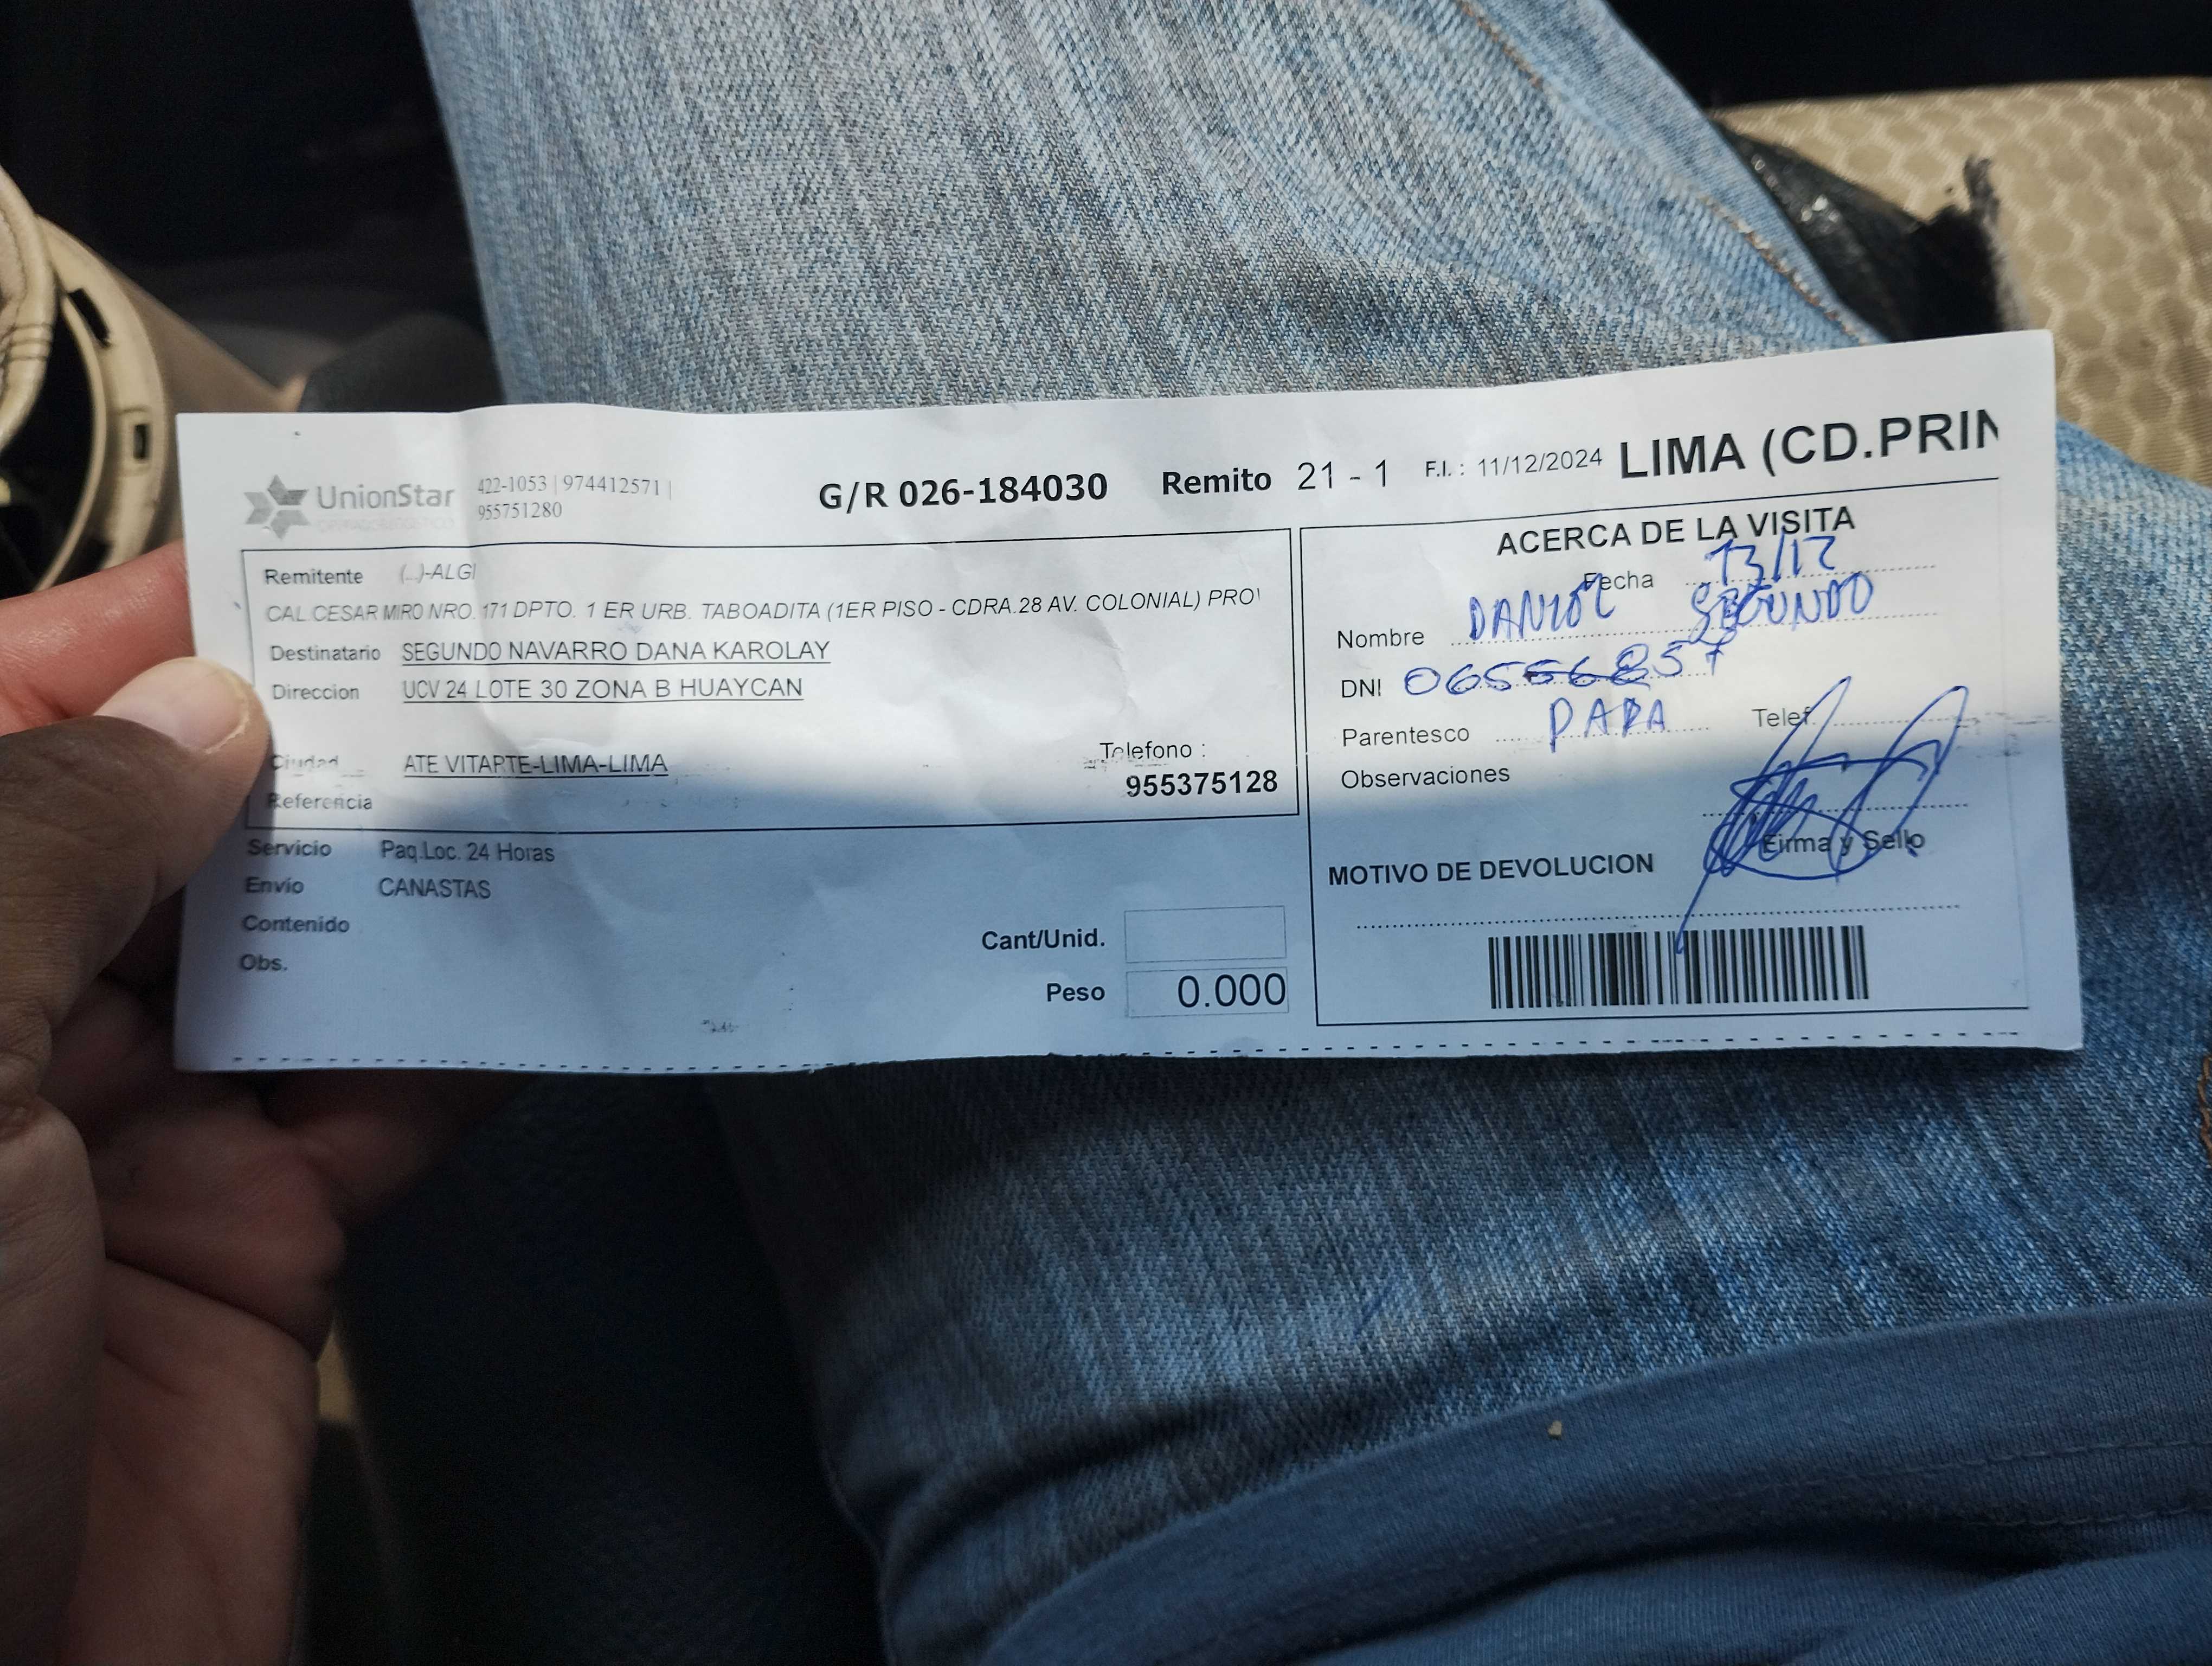 UnionStar 422-1053 | 974412571 |
955751280
G/R 026-184030 Remito 21 - 1 F.I. : 11/12/2024 LIMA (CD.PRIN
Remitente (...)-ALGI
CAL.CESAR MIRO NRO. 171 DPTO. 1 ER URB. TABOADITA (1ER PISO - CDRA.28 AV. COLONIAL) PRO
Destinatario SEGUNDO NAVARRO DANA KAROLAY
Direccion UCV 24 LOTE 30 ZONA B HUAYCAN
Ciudad ATE VITARTE-LIMA-LIMA
Telefono :
955375128
Referencia
Servicio Paq.Loc. 24 Horas
Envio CANASTAS
Contenido
Obs.
Cant/Unid.
Peso 0.000
ACERCA DE LA VISITA
Fecha 13/12
Nombre SEGUNDO
DNI
Parentesco PAPA Telef.
Observaciones
Firma y Sello
MOTIVO DE DEVOLUCION